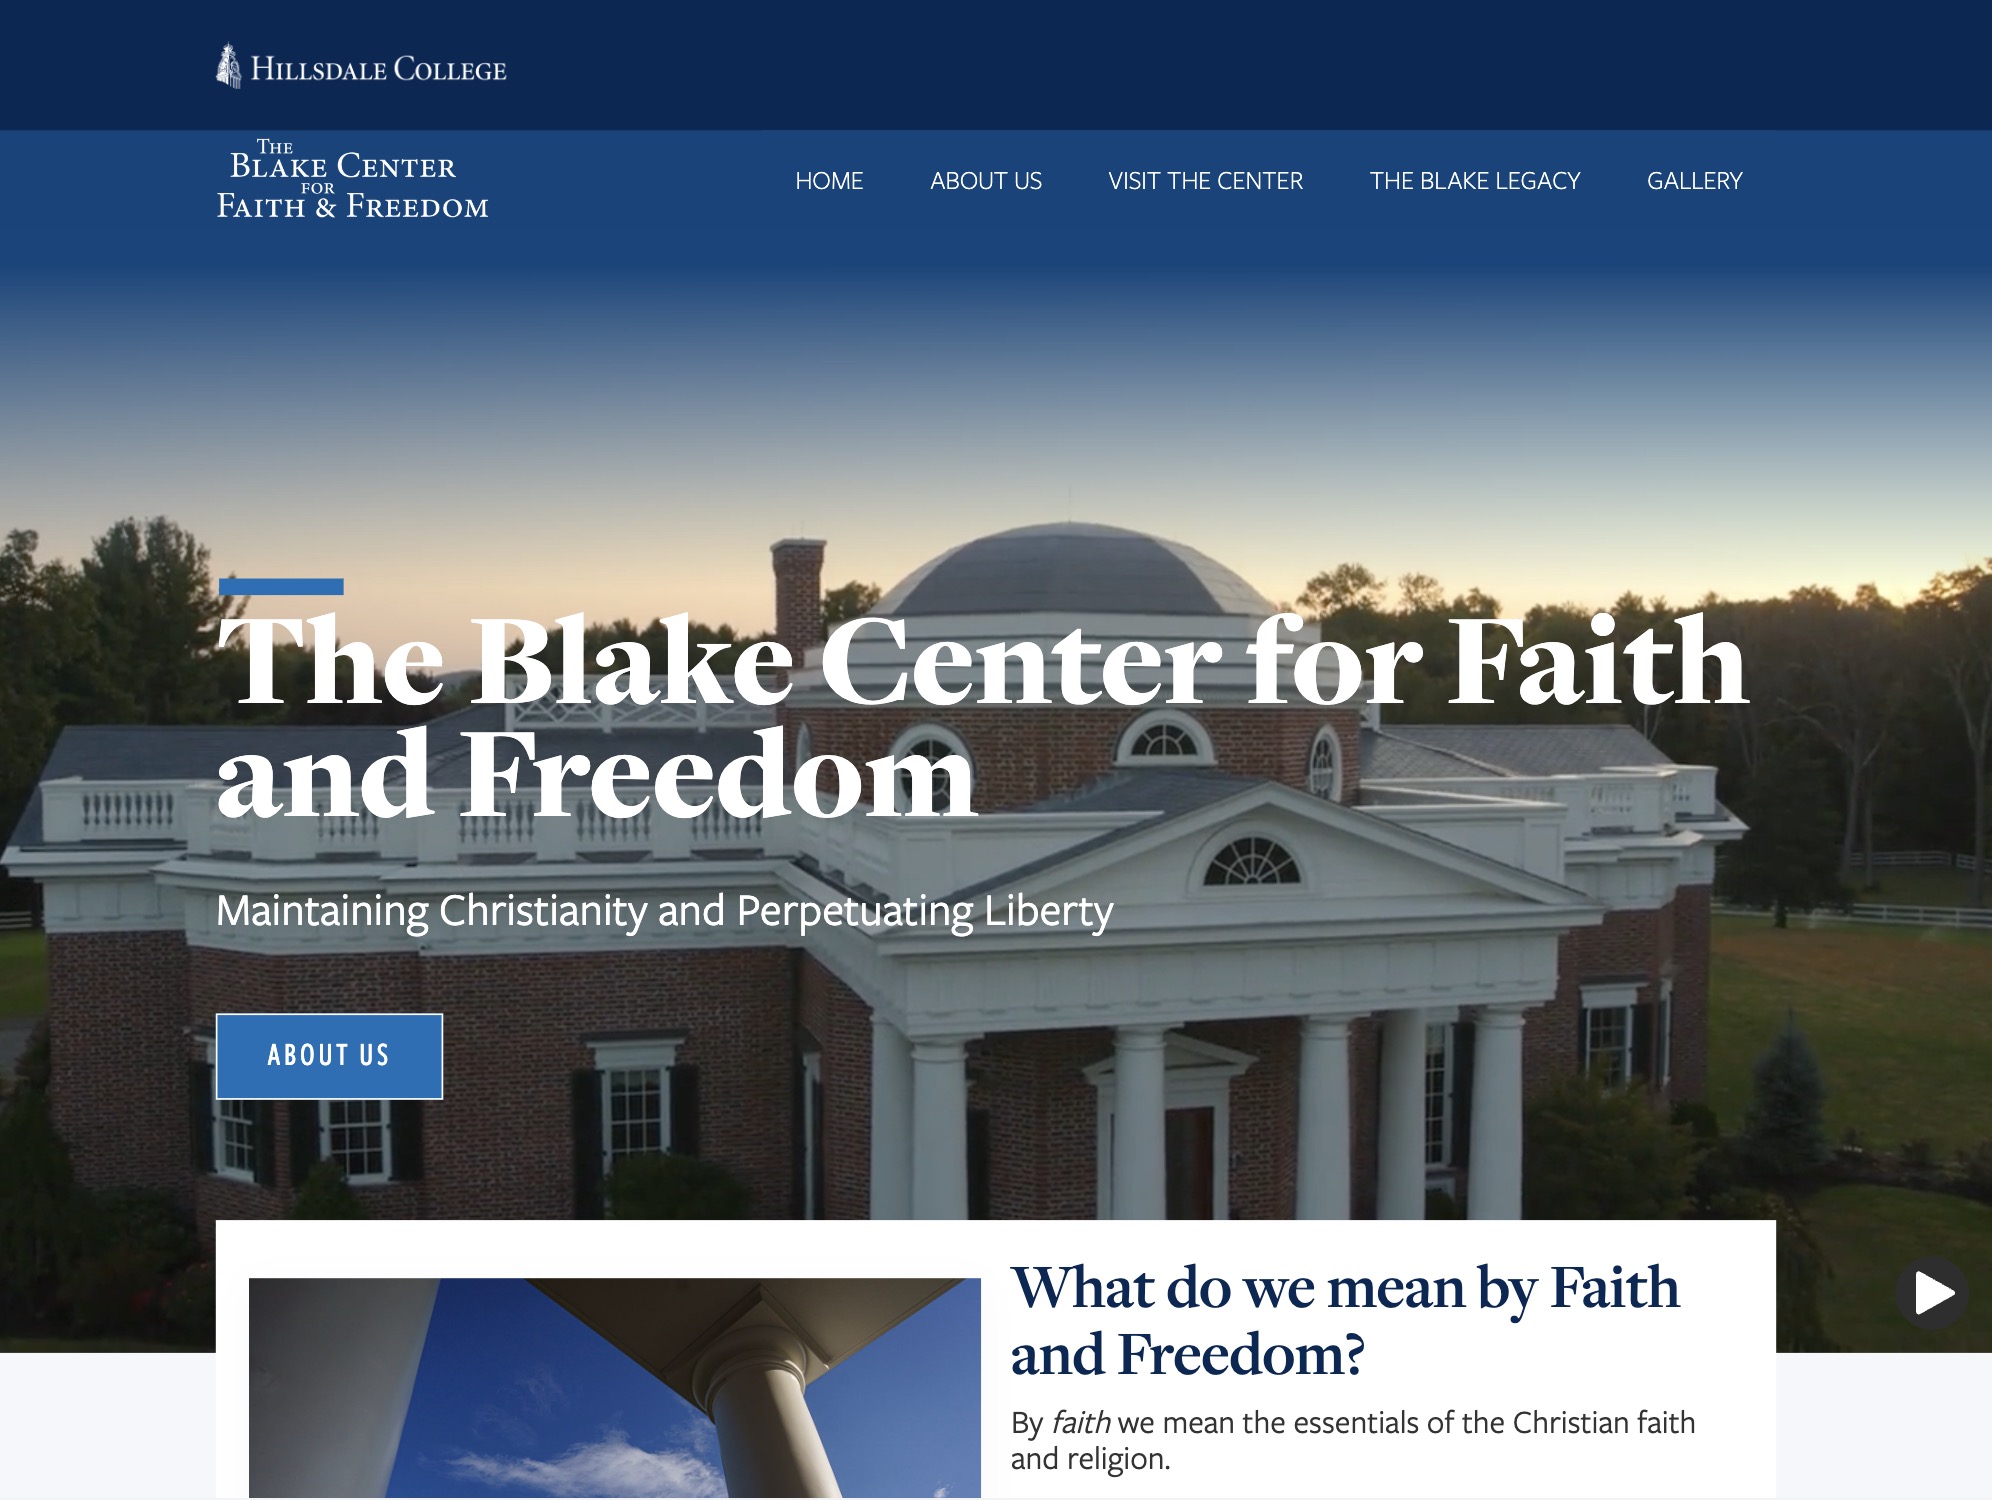 HILLSDALE COLLEGE
THE
BLAKE CENTER
FOR
FAITH & FREEDOM
HOME ABOUT US VISIT THE CENTER THE BLAKE LEGACY GALLERY
The Blake Center for Faith
and Freedom
Maintaining Christianity and Perpetuating Liberty
ABOUT US
What do we mean by Faith
and Freedom?
By faith we mean the essentials of the Christian faith
and religion.